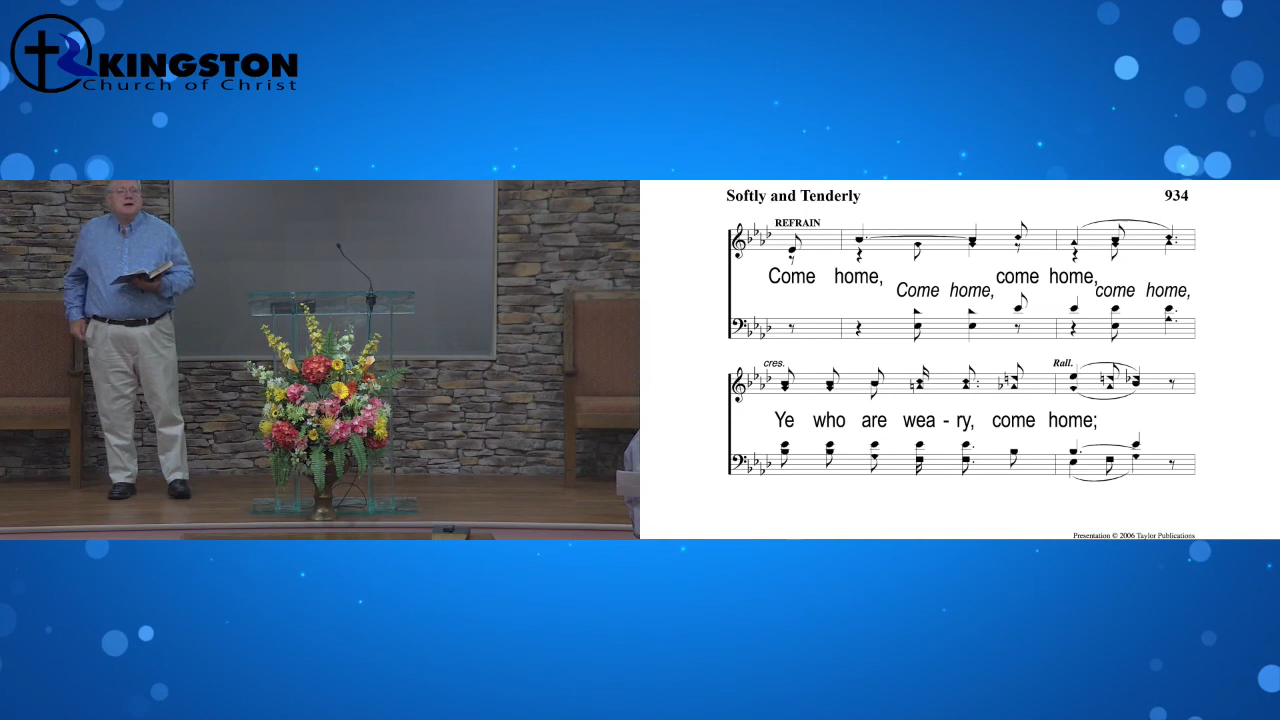 KINGSTON
Church of Christ
Softly and Tenderly 934
REFRAIN
Come home, come home,
Come home, come home,
cres. Rall.
Ye who are wea - ry, come home;
Presentation © 2006 Taylor Publications